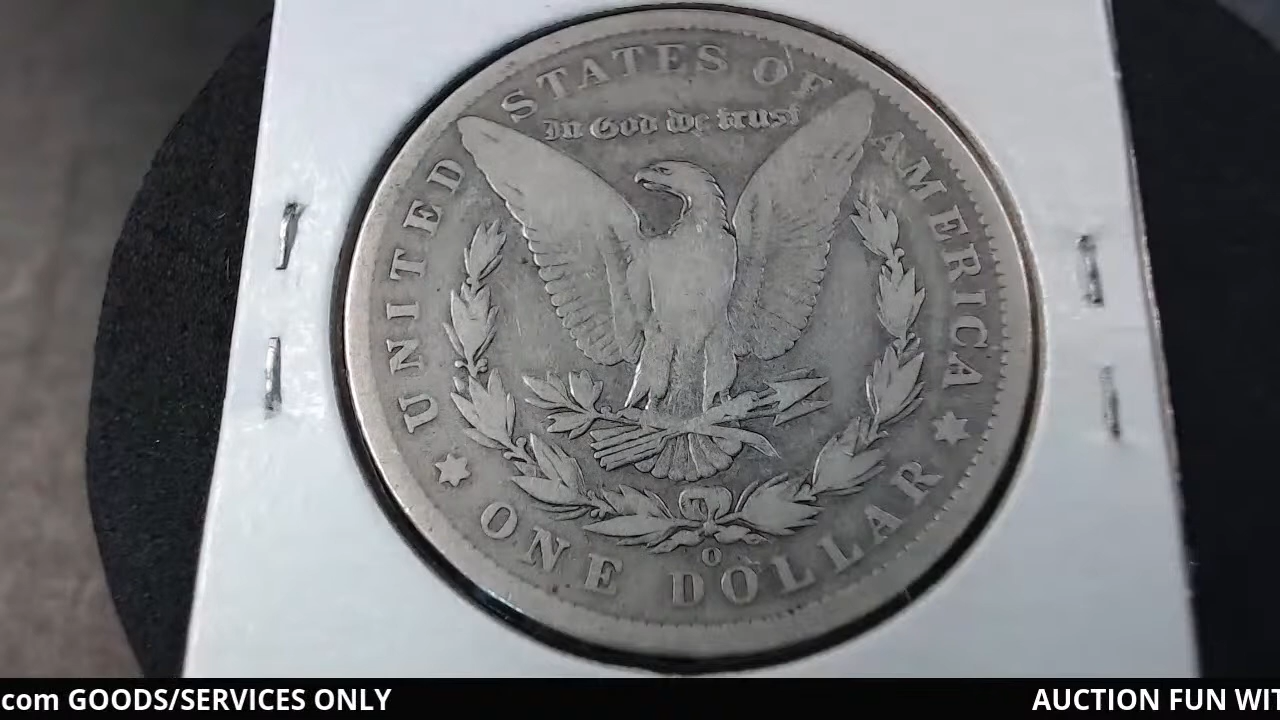 UNITED STATES OF AMERICA
In God we trust
O
ONE DOLLAR
com GOODS/SERVICES ONLY
AUCTION FUN WIT